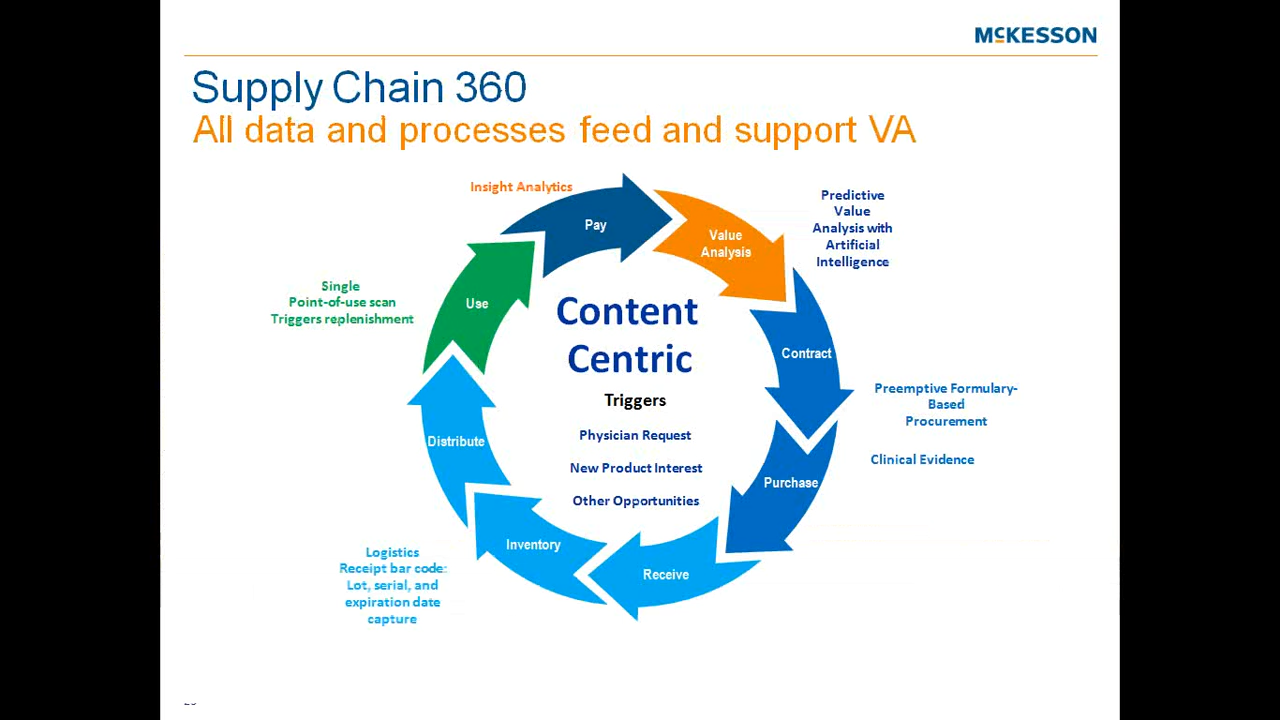 McKESSON
Supply Chain 360
All data and processes feed and support VA
Insight Analytics
Pay
Value
Analysis
Predictive
Value
Analysis with
Artificial
Intelligence
Single
Point-of-use scan
Triggers replenishment
Use
Content
Centric
Triggers
Physician Request
New Product Interest
Other Opportunities
Contract
Preemptive Formulary-
Based
Procurement
Clinical Evidence
Distribute
Purchase
Inventory
Receive
Logistics
Receipt bar code:
Lot, serial, and
expiration date
capture